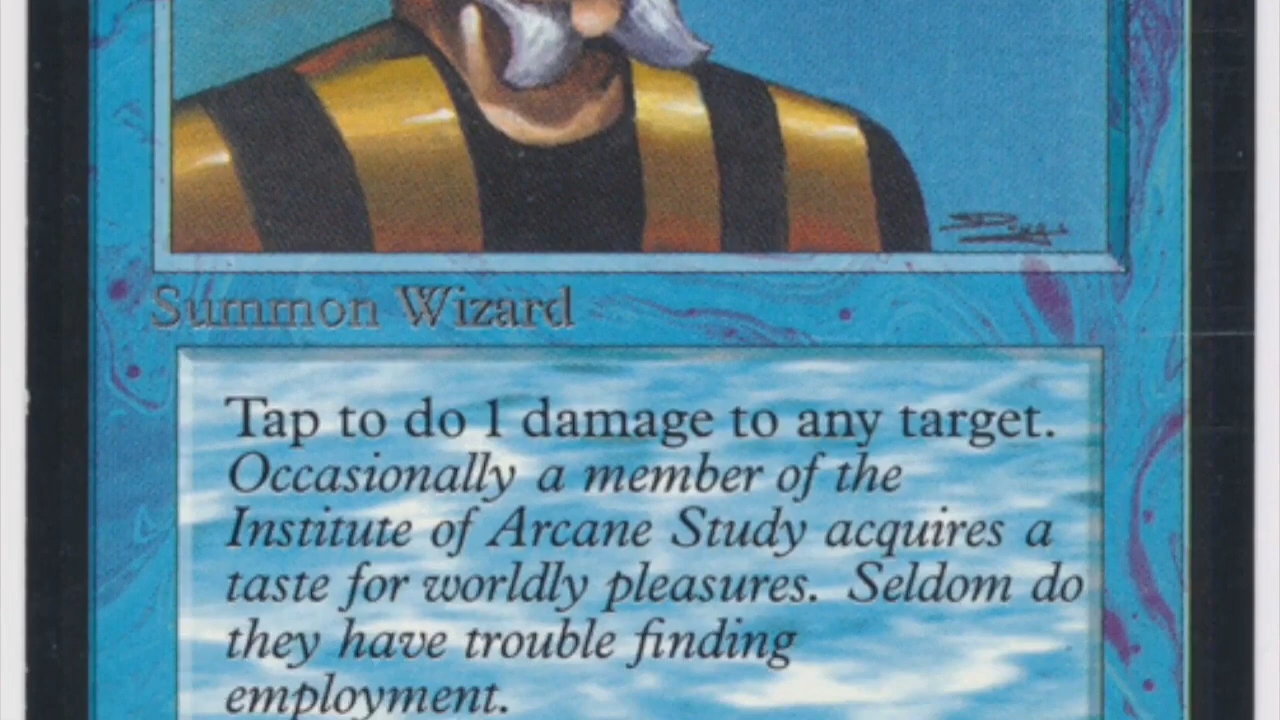 Summon Wizard
Tap to do 1 damage to any target.
Occasionally a member of the
Institute of Arcane Study acquires a
taste for worldly pleasures. Seldom do
they have trouble finding
employment.